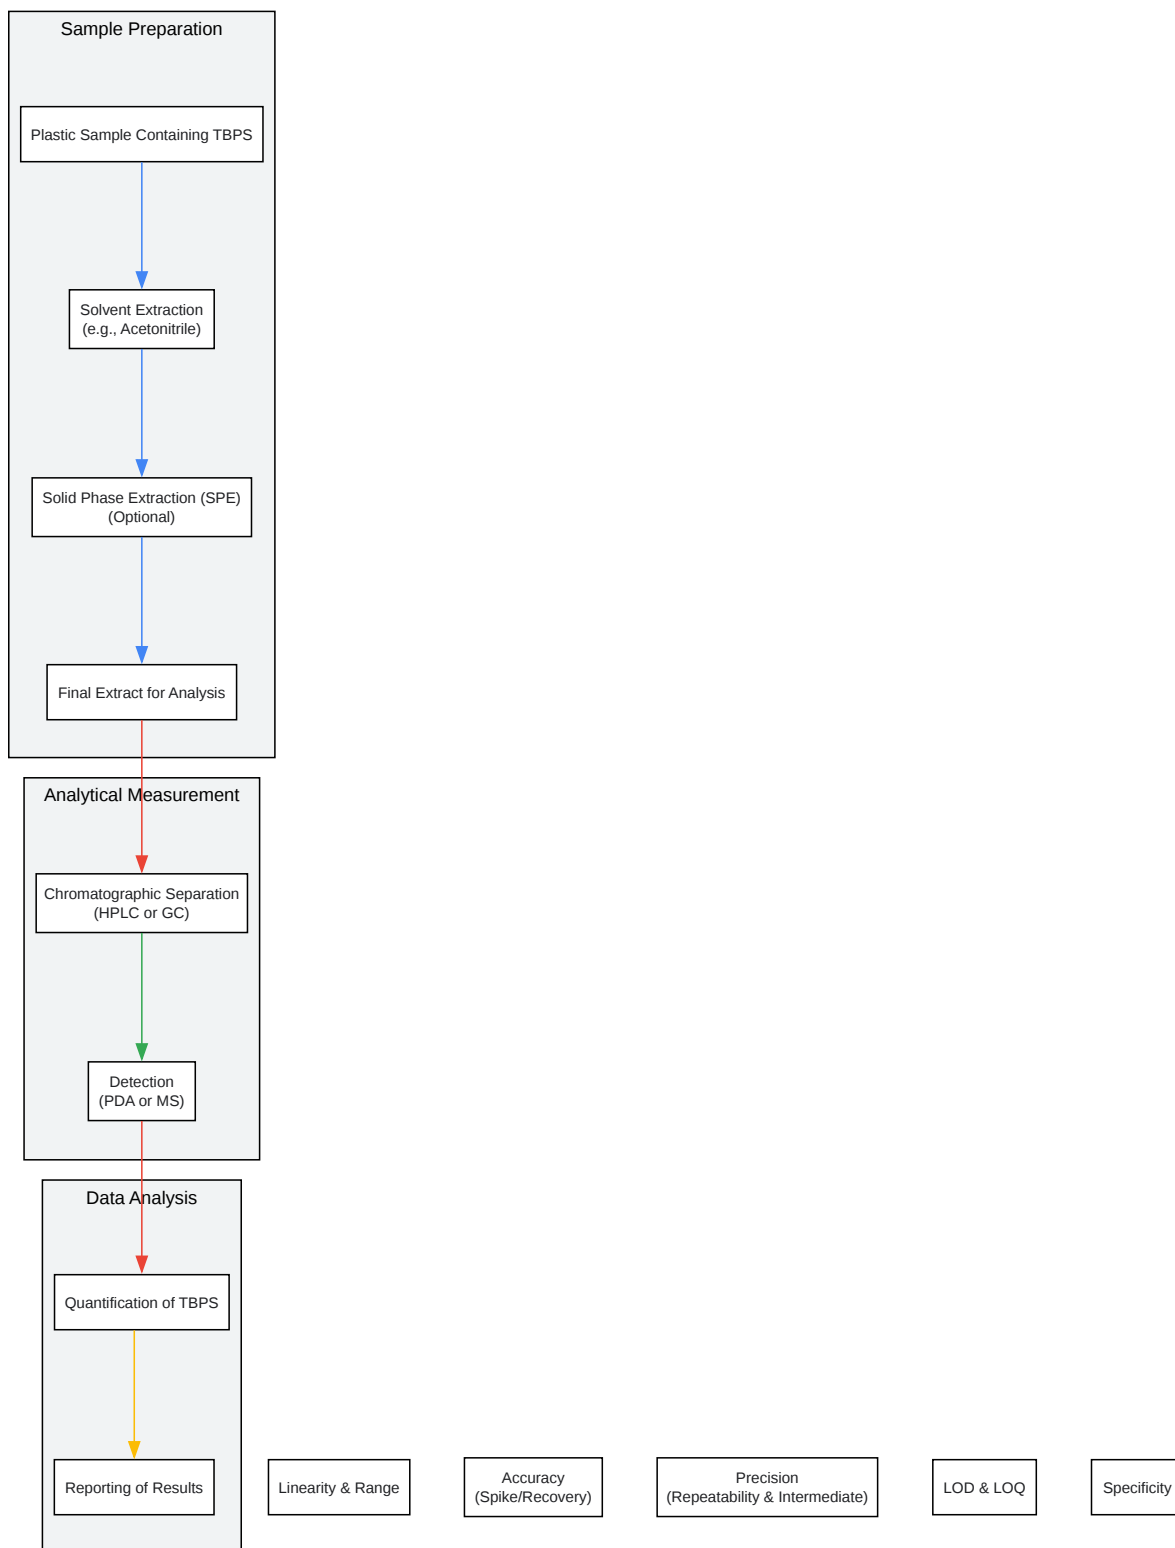 Sample Preparation
Plastic Sample Containing TBPS
Solvent Extraction
(e.g., Acetonitrile)
Solid Phase Extraction (SPE)
(Optional)
Final Extract for Analysis
Analytical Measurement
Chromatographic Separation
(HPLC or GC)
Detection
(PDA or MS)
Data Analysis
Quantification of TBPS
Reporting of Results
Linearity & Range
Accuracy
(Spike/Recovery)
Precision
(Repeatability & Intermediate)
LOD & LOQ
Specificity